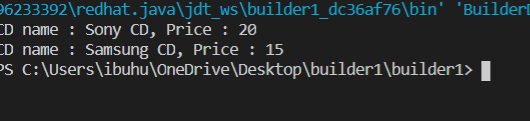 96233392\redhat.java\jdt_ws\builder1_dc36af76\bin' 'Builder
CD name : Sony CD, Price : 20
CD name : Samsung CD, Price : 15
PS C:\Users\ibuhu\OneDrive\Desktop\builder1\builder1>